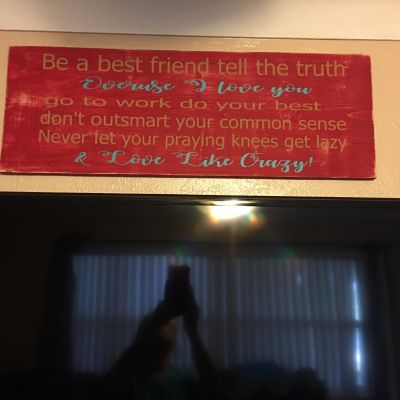 Be a best friend tell the truth
Overuse I love you
go to work do your best
don't outsmart your common sense
Never let your praying knees get lazy
& Love Like Crazy!